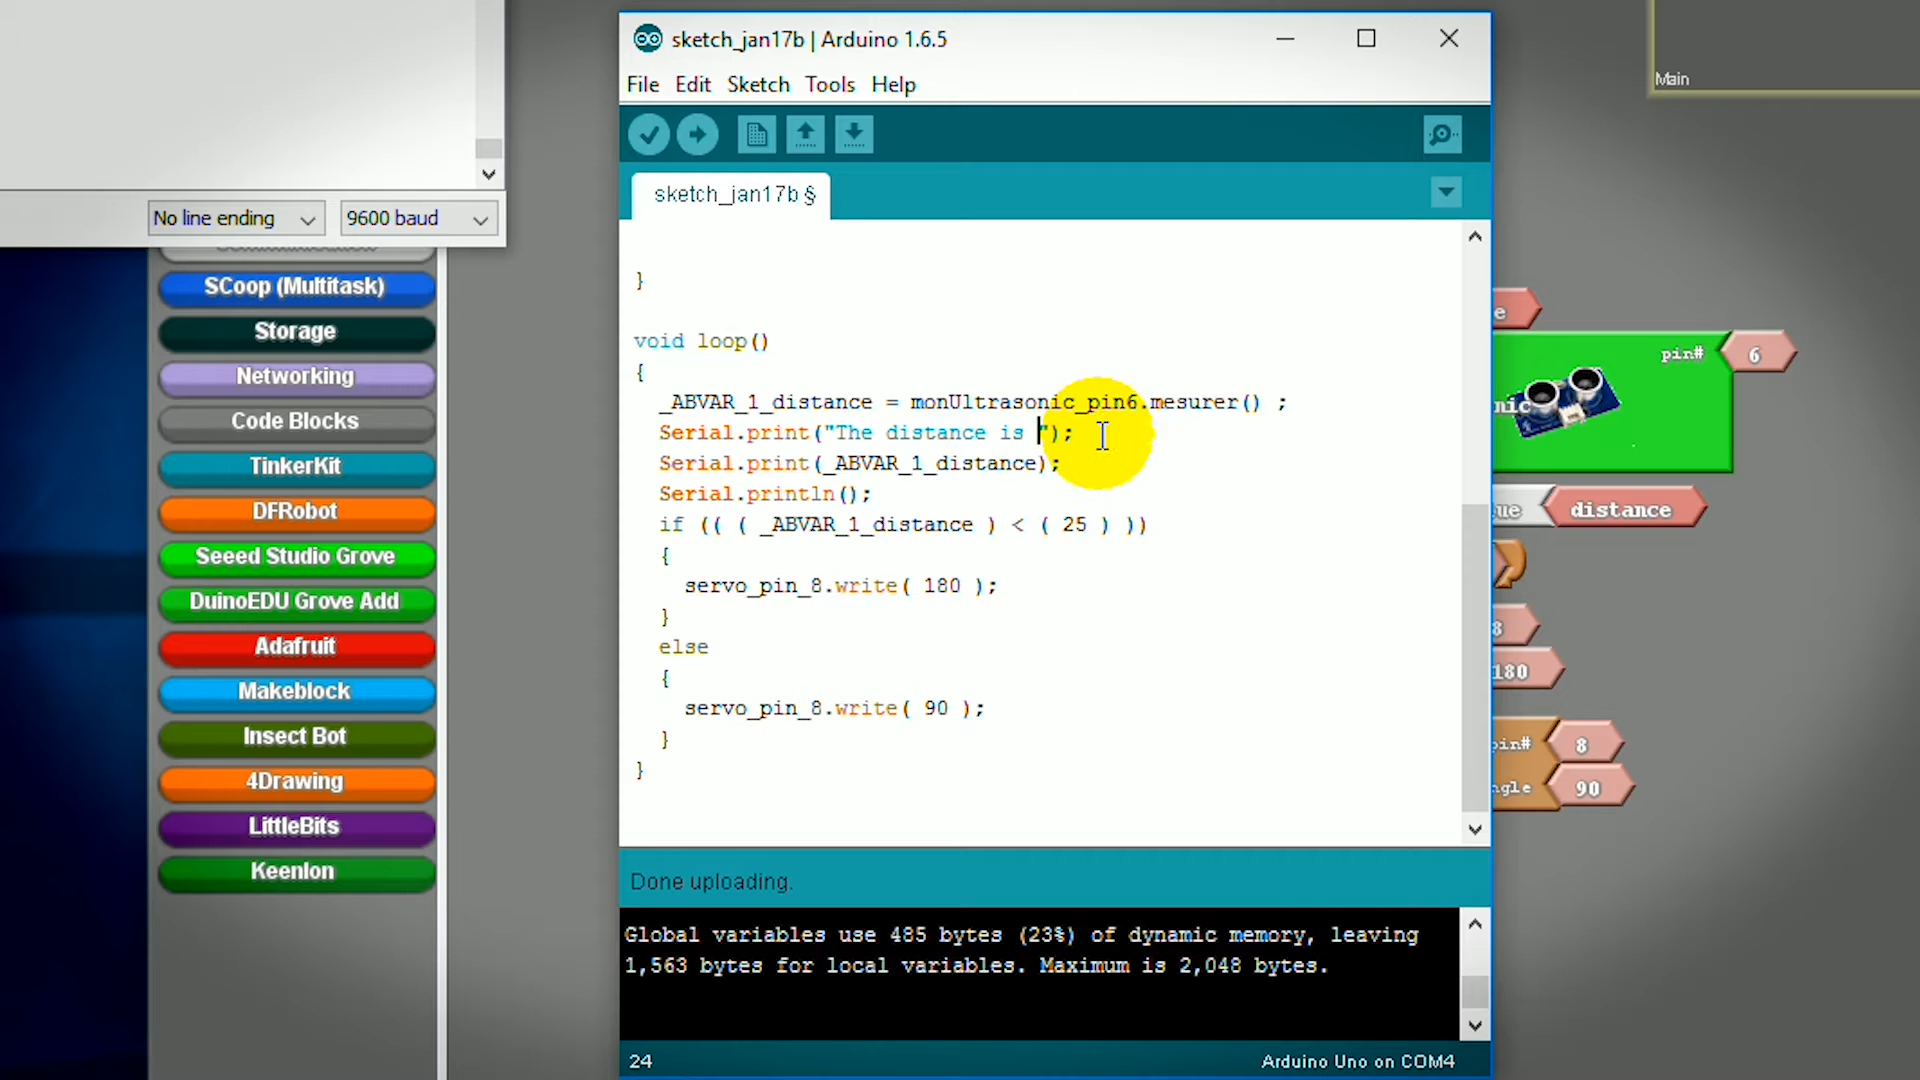 sketch_jan17b | Arduino 1.6.5
File Edit Sketch Tools Help
Main
sketch_jan17b §
No line ending
9600 baud
SCoop (Multitask)
Storage
Networking
Code Blocks
TinkerKit
DFRobot
Seeed Studio Grove
DuinoEDU Grove Add
Adafruit
Makeblock
Insect Bot
4Drawing
LittleBits
Keenlon
}
void loop()
{
_ABVAR_1_distance = monUltrasonic_pin6.mesurer() ;
Serial.print("The distance is ");
Serial.print(_ABVAR_1_distance);
Serial.println();
if (( ( _ABVAR_1_distance ) < ( 25 ) ))
{
servo_pin_8.write( 180 );
}
else
{
servo_pin_8.write( 90 );
}
}
Done uploading.
Global variables use 485 bytes (23%) of dynamic memory, leaving
1,563 bytes for local variables. Maximum is 2,048 bytes.
24
Arduino Uno on COM4
e
pin# 6
nic
ue distance
8
180
pin# 8
ngle 90